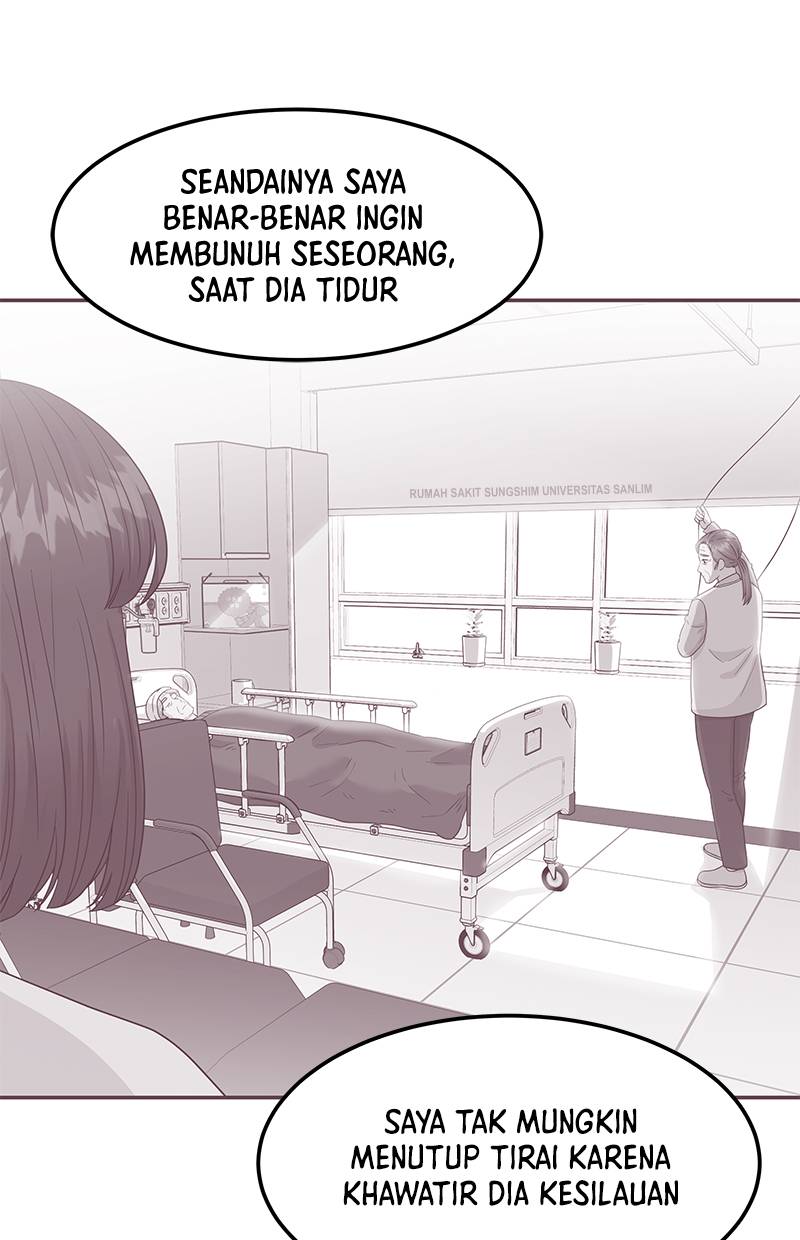 SEANDAINYA SAYA
BENAR-BENAR INGIN
MEMBUNUH SESEORANG,
SAAT DIA TIDUR
RUMAH SAKIT SUNGSHIM UNIVERSITAS SANLIM
SAYA TAK MUNGKIN
MENUTUP TIRAI KARENA
KHAWATIR DIA KESILAUAN